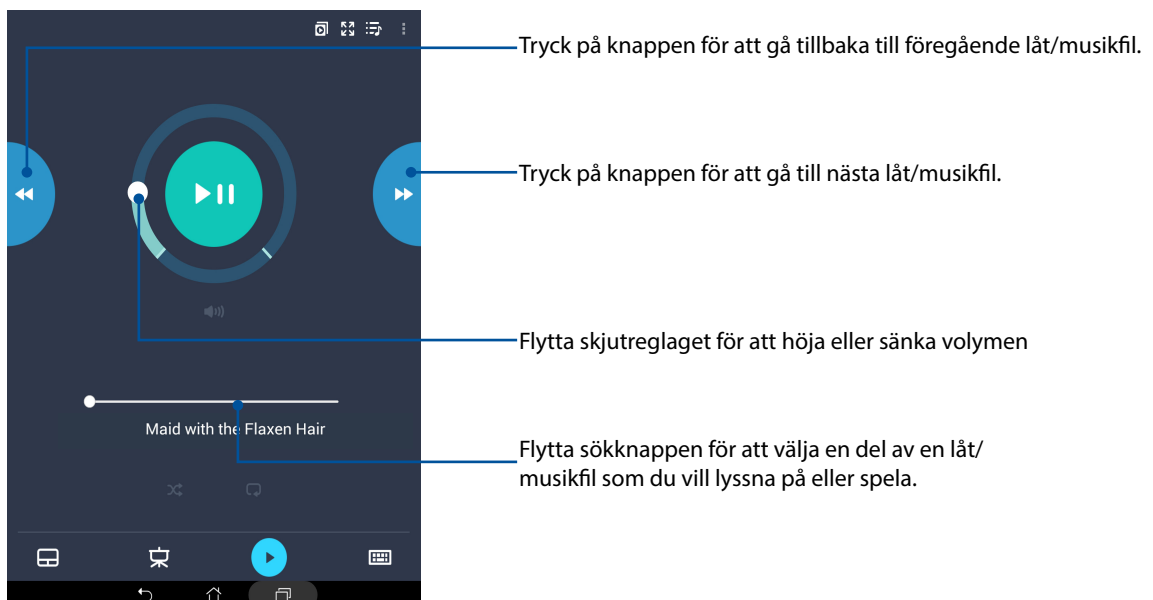 Tryck på knappen för att gå tillbaka till föregående låt/musikfil.
Tryck på knappen för att gå till nästa låt/musikfil.
Flytta skjutreglaget för att höja eller sänka volymen
Maid with the Flaxen Hair
Flytta sökknappen för att välja en del av en låt/
musikfil som du vill lyssna på eller spela.